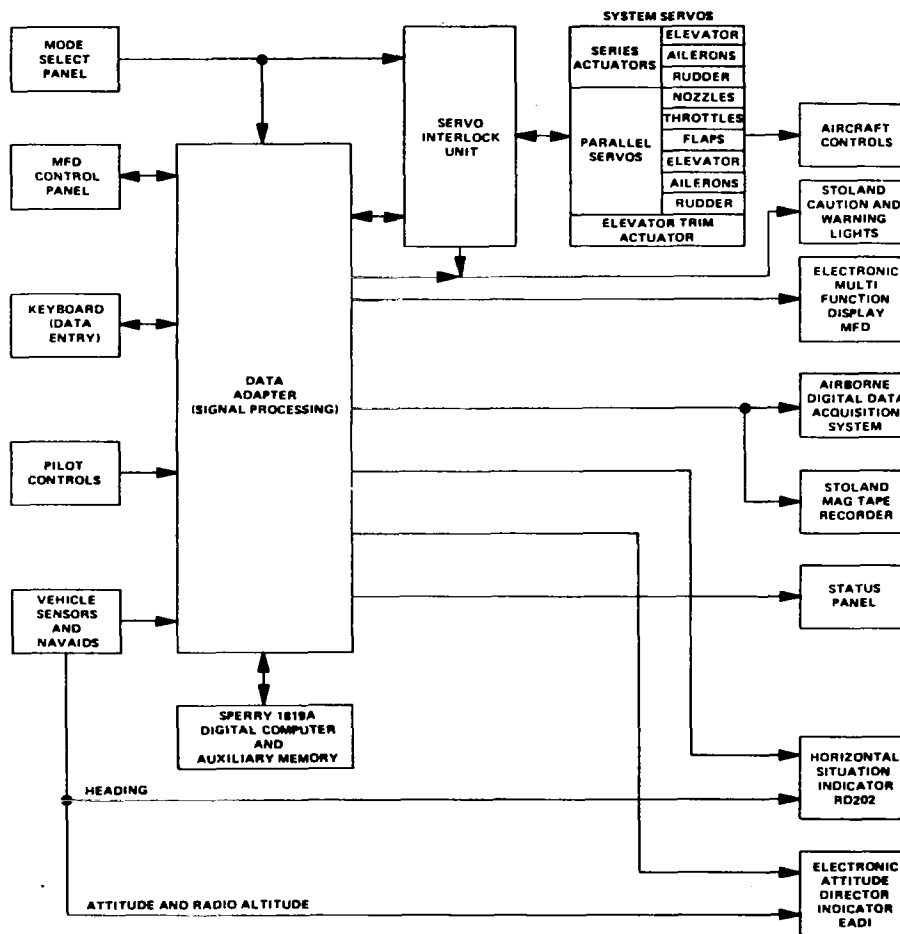 SYSTEM SERVOS
MODE
SELECT
PANEL
SERVO
INTERLOCK
UNIT
SERIES
ACTUATORS
ELEVATOR
AILERONS
RUDDER
PARALLEL
SERVOS
NOZZLES
THROTTLES
FLAPS
ELEVATOR
AILERONS
RUDDER
ELEVATOR TRIM
ACTUATOR
AIRCRAFT
CONTROLS
MFD
CONTROL
PANEL
STOLAND
CAUTION AND
WARNING
LIGHTS
ELECTRONIC
MULTI
FUNCTION
DISPLAY
MFD
KEYBOARD
(DATA
ENTRY)
DATA
ADAPTER
(SIGNAL PROCESSING)
AIRBORNE
DIGITAL DATA
ACQUISITION
SYSTEM
PILOT
CONTROLS
STOLAND
MAG TAPE
RECORDER
VEHICLE
SENSORS
AND
NAVAIDS
STATUS
PANEL
SPERRY 1819A
DIGITAL COMPUTER
AND
AUXILIARY MEMORY
HEADING
HORIZONTAL
SITUATION
INDICATOR
RD202
ATTITUDE AND RADIO ALTITUDE
ELECTRONIC
ATTITUDE
DIRECTOR
INDICATOR
EADI